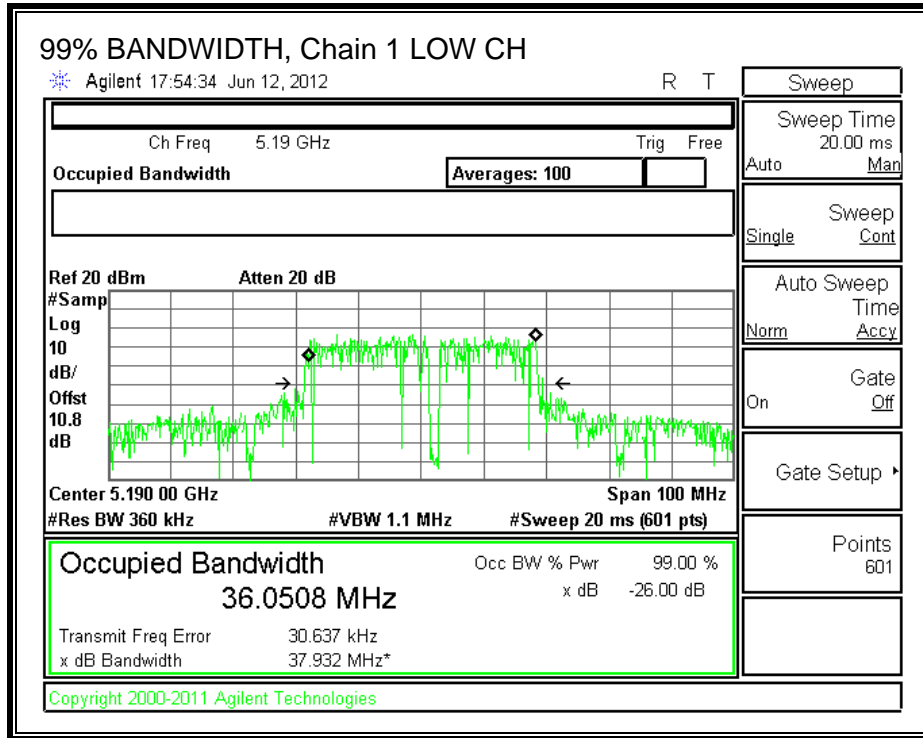 99% BANDWIDTH, Chain 1 LOW CH
Agilent 17:54:34 Jun 12, 2012 R T
Ch Freq 5.19 GHz Trig Free
Occupied Bandwidth Averages: 100
Ref 20 dBm Atten 20 dB
#Samp
Log
10
dB/
Offst
10.8
dB
Center 5.190 00 GHz Span 100 MHz
#Res BW 360 kHz #VBW 1.1 MHz #Sweep 20 ms (601 pts)
Occupied Bandwidth Occ BW % Pwr 99.00 %
36.0508 MHz x dB -26.00 dB
Transmit Freq Error 30.637 kHz
x dB Bandwidth 37.932 MHz*
Copyright 2000-2011 Agilent Technologies
Sweep
Sweep Time
20.00 ms
Auto Man
Sweep
Single Cont
Auto Sweep
Time
Norm Accy
Gate
On Off
Gate Setup
Points
601